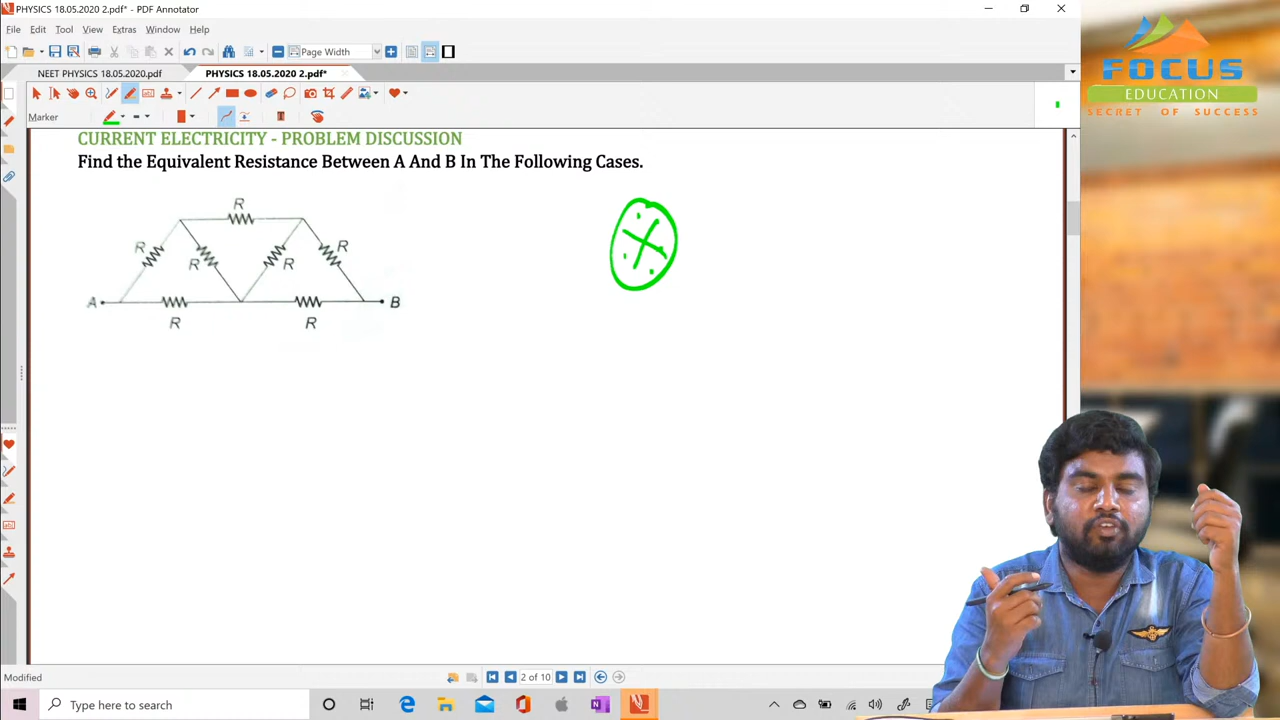 PHYSICS 18.05.2020 2.pdf* - PDF Annotator
File Edit Tool View Extras Window Help
Page Width
NEET PHYSICS 18.05.2020.pdf
PHYSICS 18.05.2020 2.pdf*
Marker
CURRENT ELECTRICITY - PROBLEM DISCUSSION
Find the Equivalent Resistance Between A And B In The Following Cases.
R
R
R
R
R
A
B
R
R
Modified
2 of 10
Type here to search
FOCUS
EDUCATION
SECRET OF SUCCESS